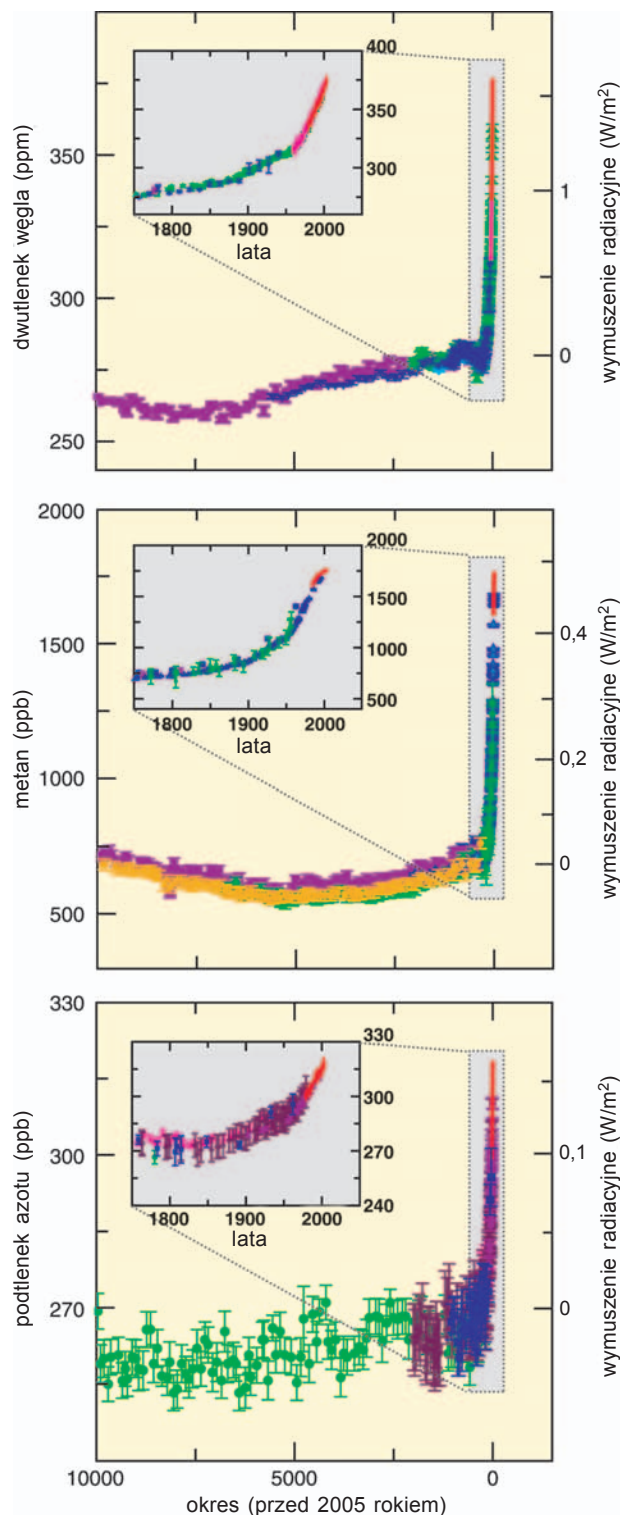 400
350
300
1800 1900 2000
lata
350
300
250
dwutlenek węgla (ppm)
1
0
wymuszenie radiacyjne (W/m²)
2000
1500
1000
500
1800 1900 2000
lata
2000
1500
1000
500
metan (ppb)
0,4
0,2
0
wymuszenie radiacyjne (W/m²)
330
300
270
240
1800 1900 2000
lata
330
300
270
podtlenek azotu (ppb)
0,1
0
wymuszenie radiacyjne (W/m²)
10000 5000 0
okres (przed 2005 rokiem)